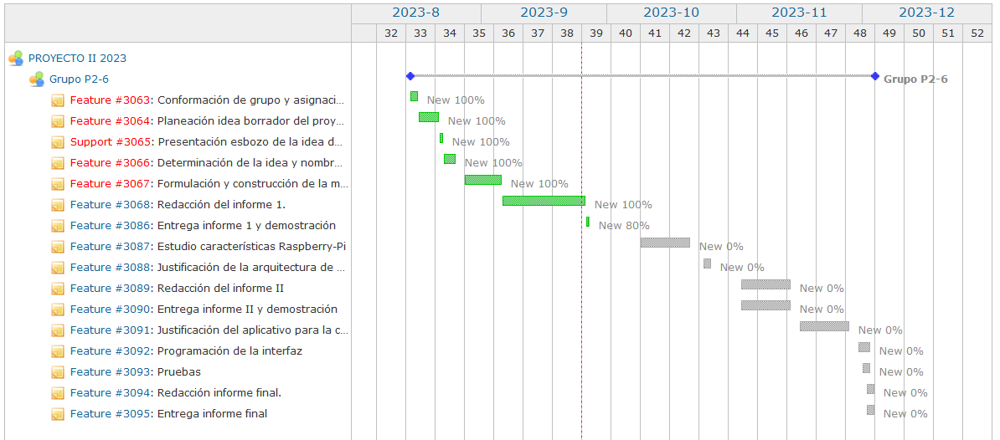 2023-8 2023-9 2023-10 2023-11 2023-12
32 33 34 35 36 37 38 39 40 41 42 43 44 45 46 47 48 49 50 51 52
PROYECTO II 2023
Grupo P2-6 Grupo P2-6
Feature #3063: Conformación de grupo y asignaci... New 100%
Feature #3064: Planeación idea borrador del proy... New 100%
Support #3065: Presentación esbozo de la idea d... New 100%
Feature #3066: Determinación de la idea y nombr... New 100%
Feature #3067: Formulación y construcción de la m... New 100%
Feature #3068: Redacción del informe 1. New 100%
Feature #3086: Entrega informe 1 y demostración New 80%
Feature #3087: Estudio características Raspberry-Pi New 0%
Feature #3088: Justificación de la arquitectura de ... New 0%
Feature #3089: Redacción del informe II New 0%
Feature #3090: Entrega informe II y demostración New 0%
Feature #3091: Justificación del aplicativo para la c... New 0%
Feature #3092: Programación de la interfaz New 0%
Feature #3093: Pruebas New 0%
Feature #3094: Redacción informe final. New 0%
Feature #3095: Entrega informe final New 0%